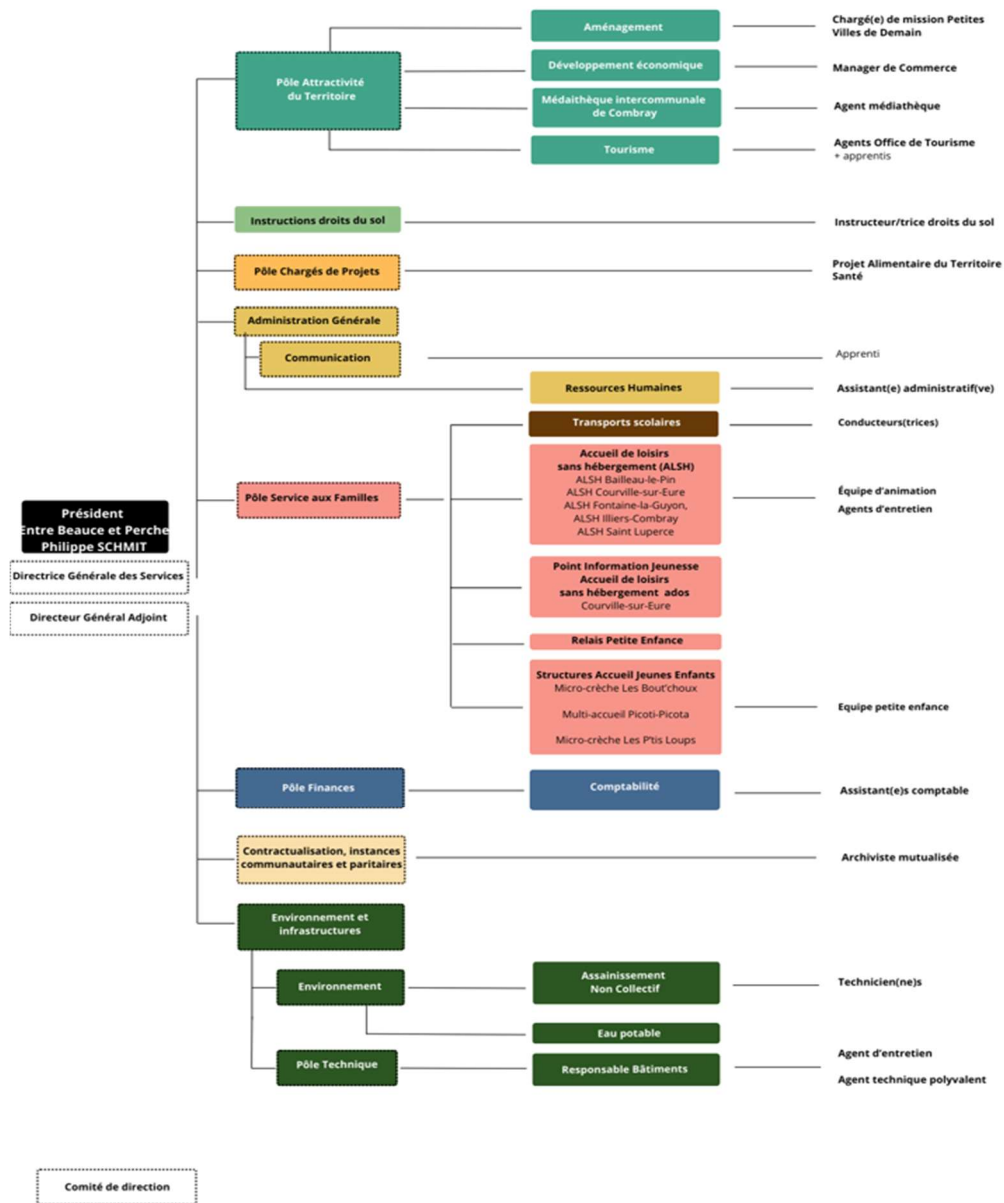 Aménagement
Chargé(e) de mission Petites
Villes de Demain
Pôle Attractivité
du Territoire
Développement économique
Manager de Commerce
Médaithèque intercommunale
de Combray
Agent médiathèque
Tourisme
Agents Office de Tourisme
+ apprentis
Instructions droits du sol
Instructeur/trice droits du sol
Pôle Chargés de Projets
Projet Alimentaire du Territoire
Santé
Administration Générale
Communication
Apprenti
Ressources Humaines
Assistant(e) administratif(ve)
Transports scolaires
Conducteurs(trices)
Pôle Service aux Familles
Accueil de loisirs
sans hébergement (ALSH)
ALSH Bailleau-le-Pin
ALSH Courville-sur-Eure
ALSH Fontaine-la-Guyon,
ALSH Illiers-Combray
ALSH Saint Luperce
Équipe d’animation
Agents d’entretien
Président
Entre Beauce et Perche
Philippe SCHMIT
Directrice Générale des Services
Directeur Général Adjoint
Point Information Jeunesse
Accueil de loisirs
sans hébergement ados
Courville-sur-Eure
Relais Petite Enfance
Structures Accueil Jeunes Enfants
Micro-crèche Les Bout’choux
Multi-accueil Picoti-Picota
Micro-crèche Les P’tis Loups
Equipe petite enfance
Pôle Finances
Comptabilité
Assistant(e)s comptable
Contractualisation, instances
communautaires et paritaires
Archiviste mutualisée
Environnement et
infrastructures
Environnement
Assainissement
Non Collectif
Technicien(ne)s
Eau potable
Pôle Technique
Responsable Bâtiments
Agent d’entretien
Agent technique polyvalent
Comité de direction